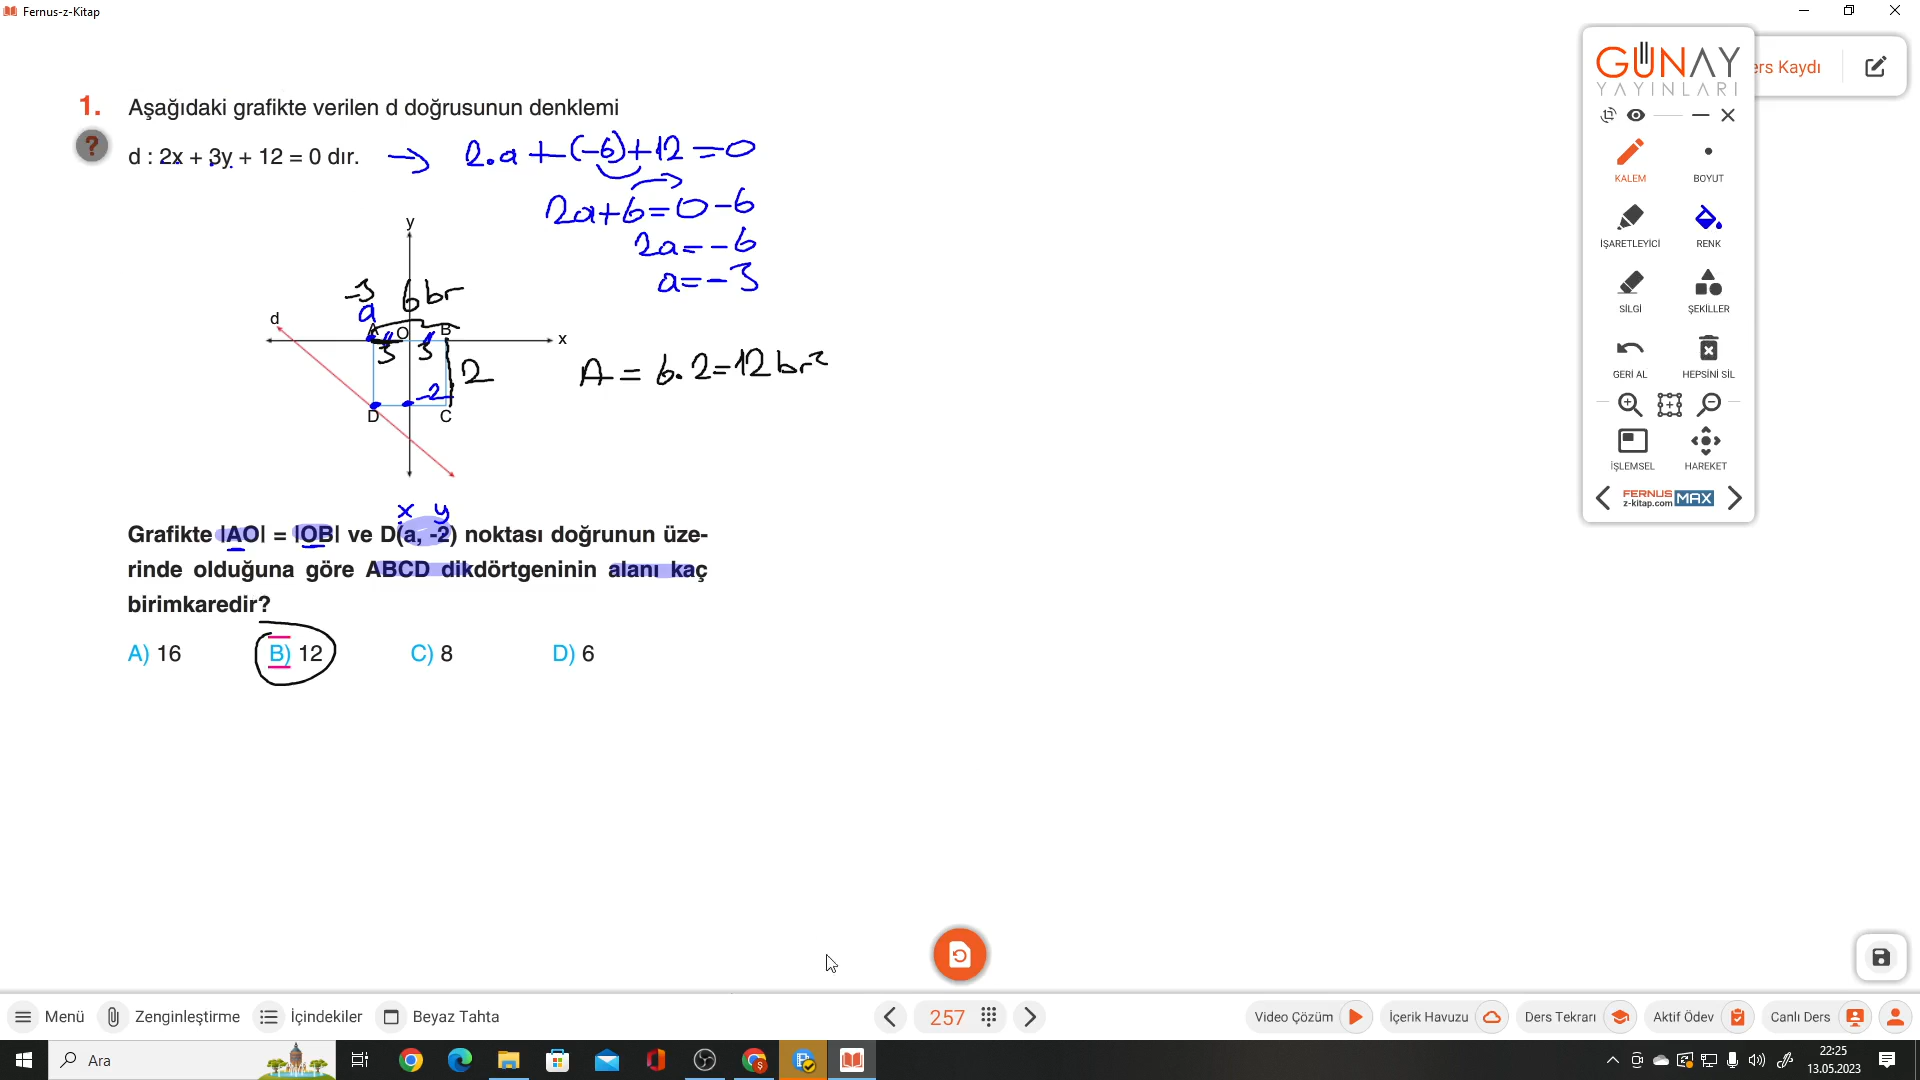 Fernus-z-Kitap
GÜNAY
YAYINLARI
ers Kaydı
1. Aşağıdaki grafikte verilen d doğrusunun denklemi
d : 2x + 3y + 12 = 0 dır. → 2.a + (-6) + 12 = 0
2a + 6 = 0 - 6
2a = -6
a = -3
y
-3 6 br
a
d A O B x
3 3
2
-2
D C
A = 6.2 = 12 br²
x y
Grafikte |AO| = |OB| ve D(a, -2) noktası doğrunun üze-
rinde olduğuna göre ABCD dikdörtgeninin alanı kaç
birimkaredir?
A) 16 B) 12 C) 8 D) 6
KALEM BOYUT
İŞARETLEYİCİ RENK
SİLGİ ŞEKİLLER
GERİ AL HEPSİNİ SİL
İŞLEMSEL HAREKET
FERNUS MAX
z-kitap.com
Menü Zenginleştirme İçindekiler Beyaz Tahta 257 Video Çözüm İçerik Havuzu Ders Tekrarı Aktif Ödev Canlı Ders
Ara
22:25
13.05.2023